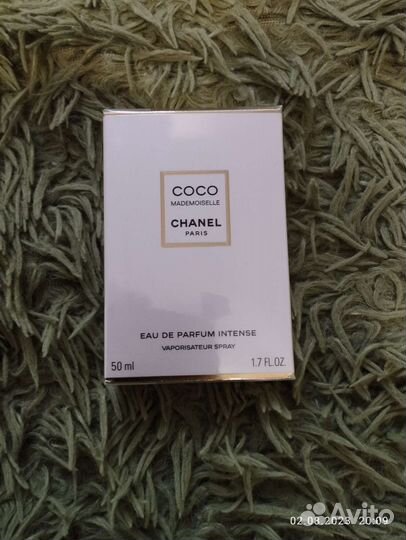 COCO
MADEMOISELLE
CHANEL
PARIS
EAU DE PARFUM INTENSE
VAPORISATEUR SPRAY
50 ml 1.7 FL.OZ.
02.08.2023 20:09
Avito